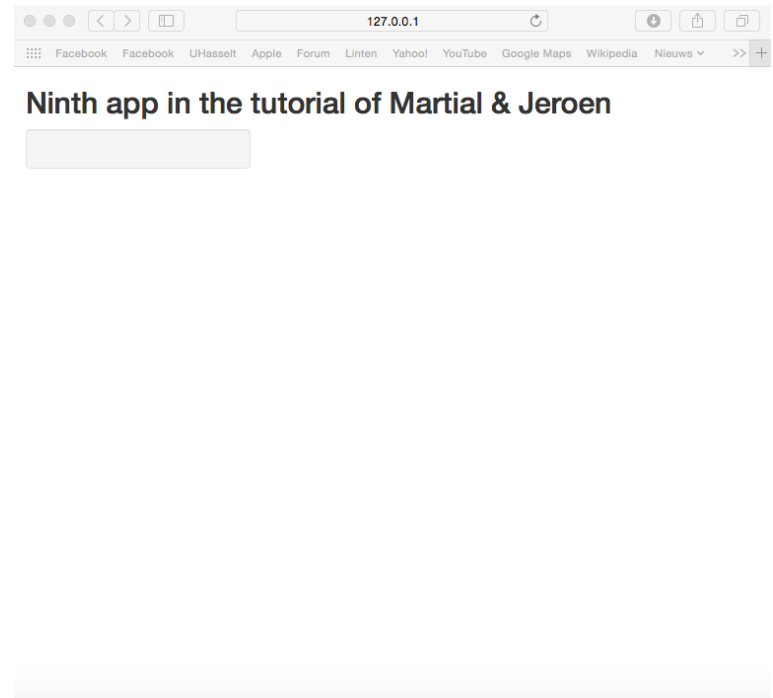 127.0.0.1
Facebook Facebook UHasselt Apple Forum Linten Yahoo! YouTube Google Maps Wikipedia Nieuws >> +
Ninth app in the tutorial of Martial & Jeroen